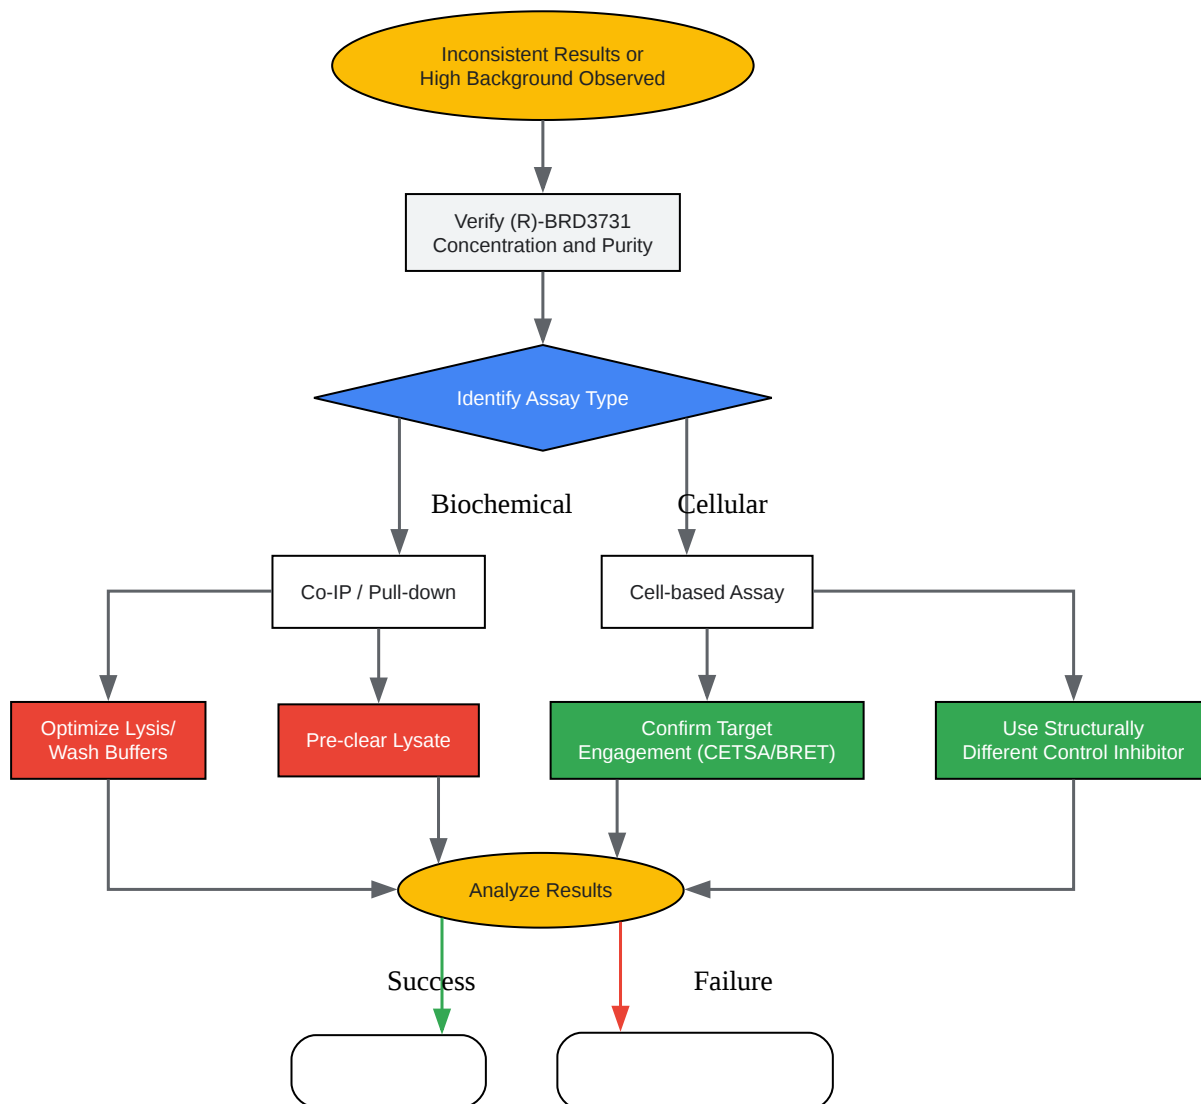 Inconsistent Results or
High Background Observed
Verify (R)-BRD3731
Concentration and Purity
Identify Assay Type
Biochemical
Cellular
Co-IP / Pull-down
Cell-based Assay
Optimize Lysis/
Wash Buffers
Pre-clear Lysate
Confirm Target
Engagement (CETSA/BRET)
Use Structurally
Different Control Inhibitor
Analyze Results
Success
Failure